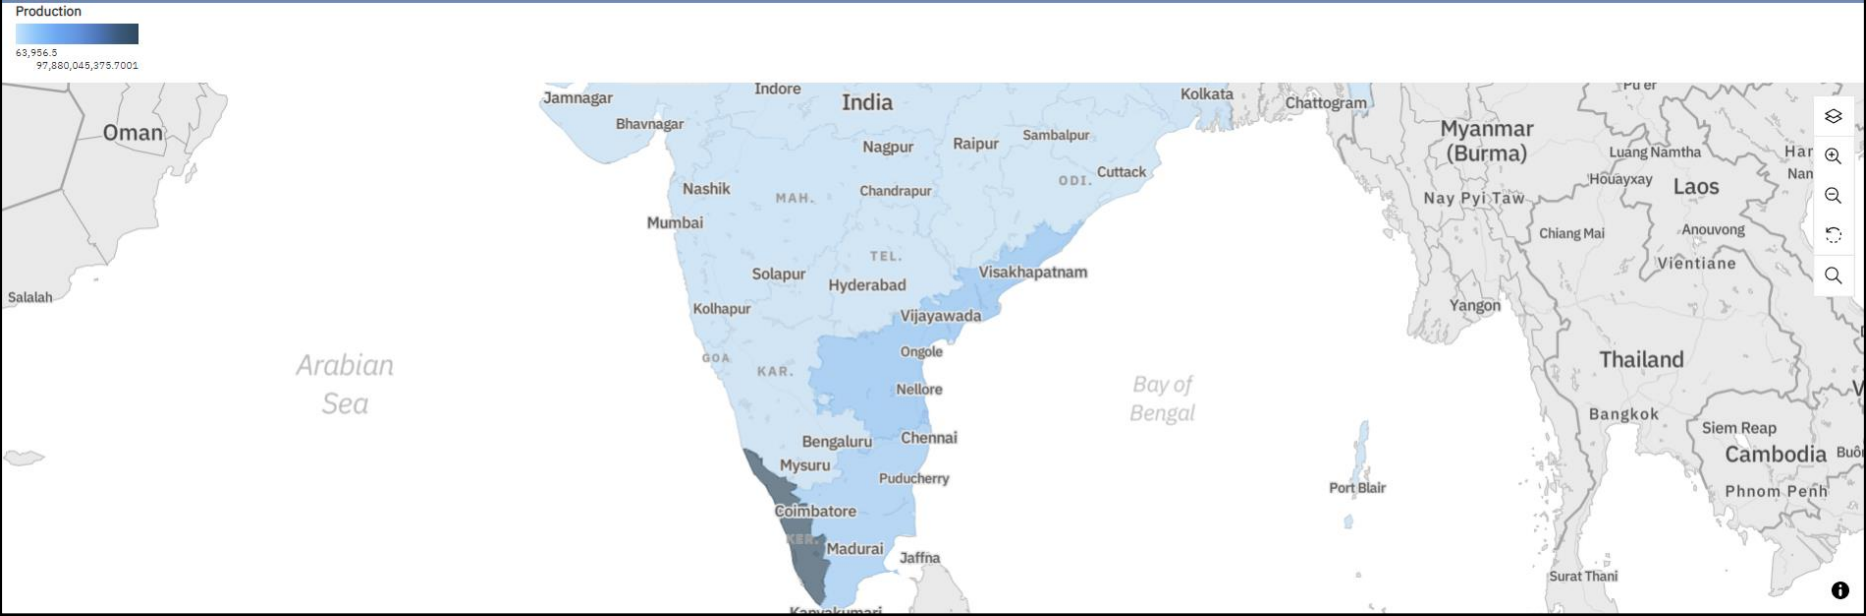 Production
63,956.5
97,880,045,375.7001
Jamnagar
Indore
India
Kolkata
Chattogram
Oman
Bhavnagar
Nagpur
Raipur
Sambalpur
Myanmar
(Burma)
Luang Namtha
Cuttack
ODI.
Nashik
MAH.
Chandrapur
Houayxay
Laos
Nay Pyi Taw
Mumbai
Chiang Mai
Anouvong
TEL.
Vientiane
Solapur
Hyderabad
Visakhapatnam
Salalah
Kolhapur
Vijayawada
Yangon
GOA
KAR.
Ongole
Thailand
Arabian
Sea
Nellore
Bay of
Bengal
Bangkok
Siem Reap
Bengaluru
Chennai
Cambodia
Mysuru
Puducherry
Port Blair
Phnom Penh
Coimbatore
KER.
Madurai
Jaffna
Surat Thani
Kanyakumari